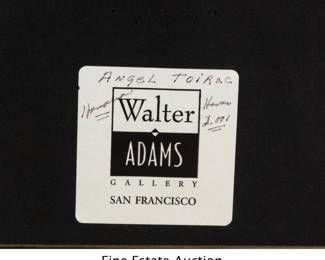 Angel Toirac
Walter
ADAMS
GALLERY
SAN FRANCISCO
Fine Estate Auction